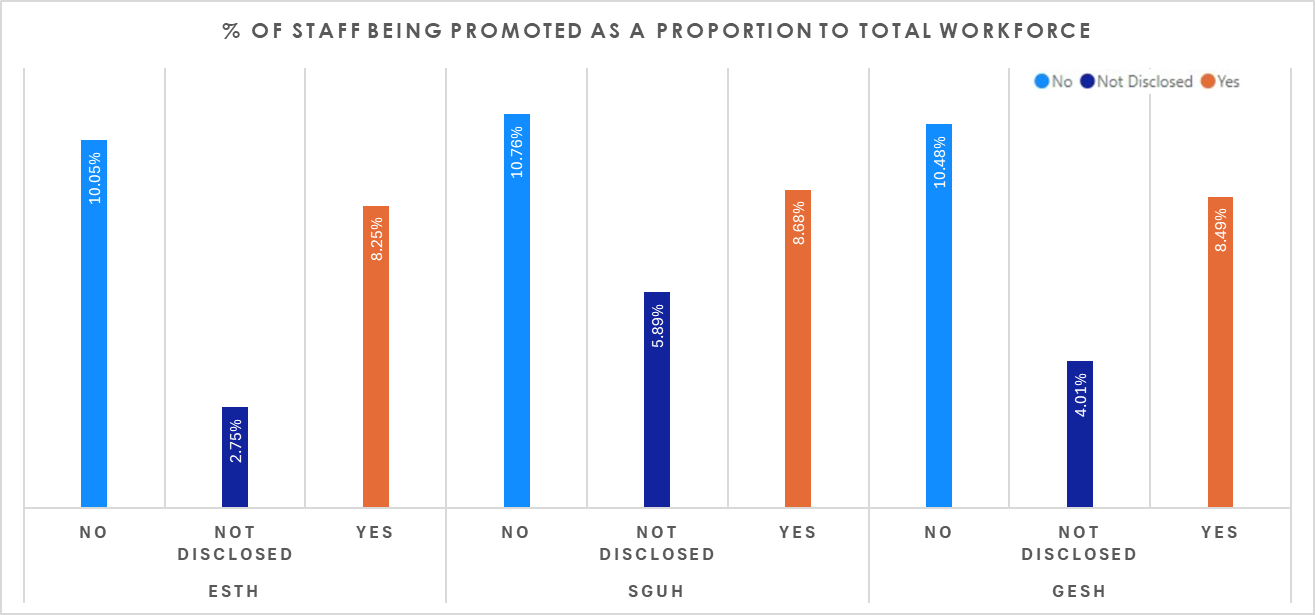 % OF STAFF BEING PROMOTED AS A PROPORTION TO TOTAL WORKFORCE
No Not Disclosed Yes
10.05%
2.75%
8.25%
10.76%
5.89%
8.68%
10.48%
4.01%
8.49%
NO NOT YES NO NOT YES NO NOT YES
DISCLOSED DISCLOSED DISCLOSED
ESTH SGUH GESH